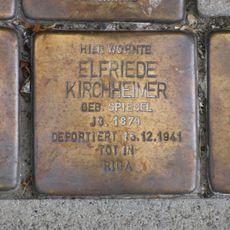 HIER WOHNTE
ELFRIEDE
KIRCHHEIMER
GEB. SPIEGEL
JG. 1874
DEPORTIERT 13.12.1941
TOT IN
RIGA